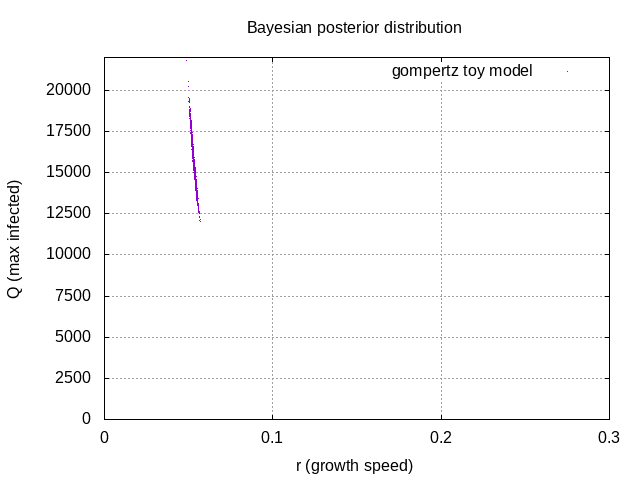 Bayesian posterior distribution
gompertz toy model
20000
17500
15000
12500
10000
7500
5000
2500
0
Q (max infected)
0 0.1 0.2 0.3
r (growth speed)